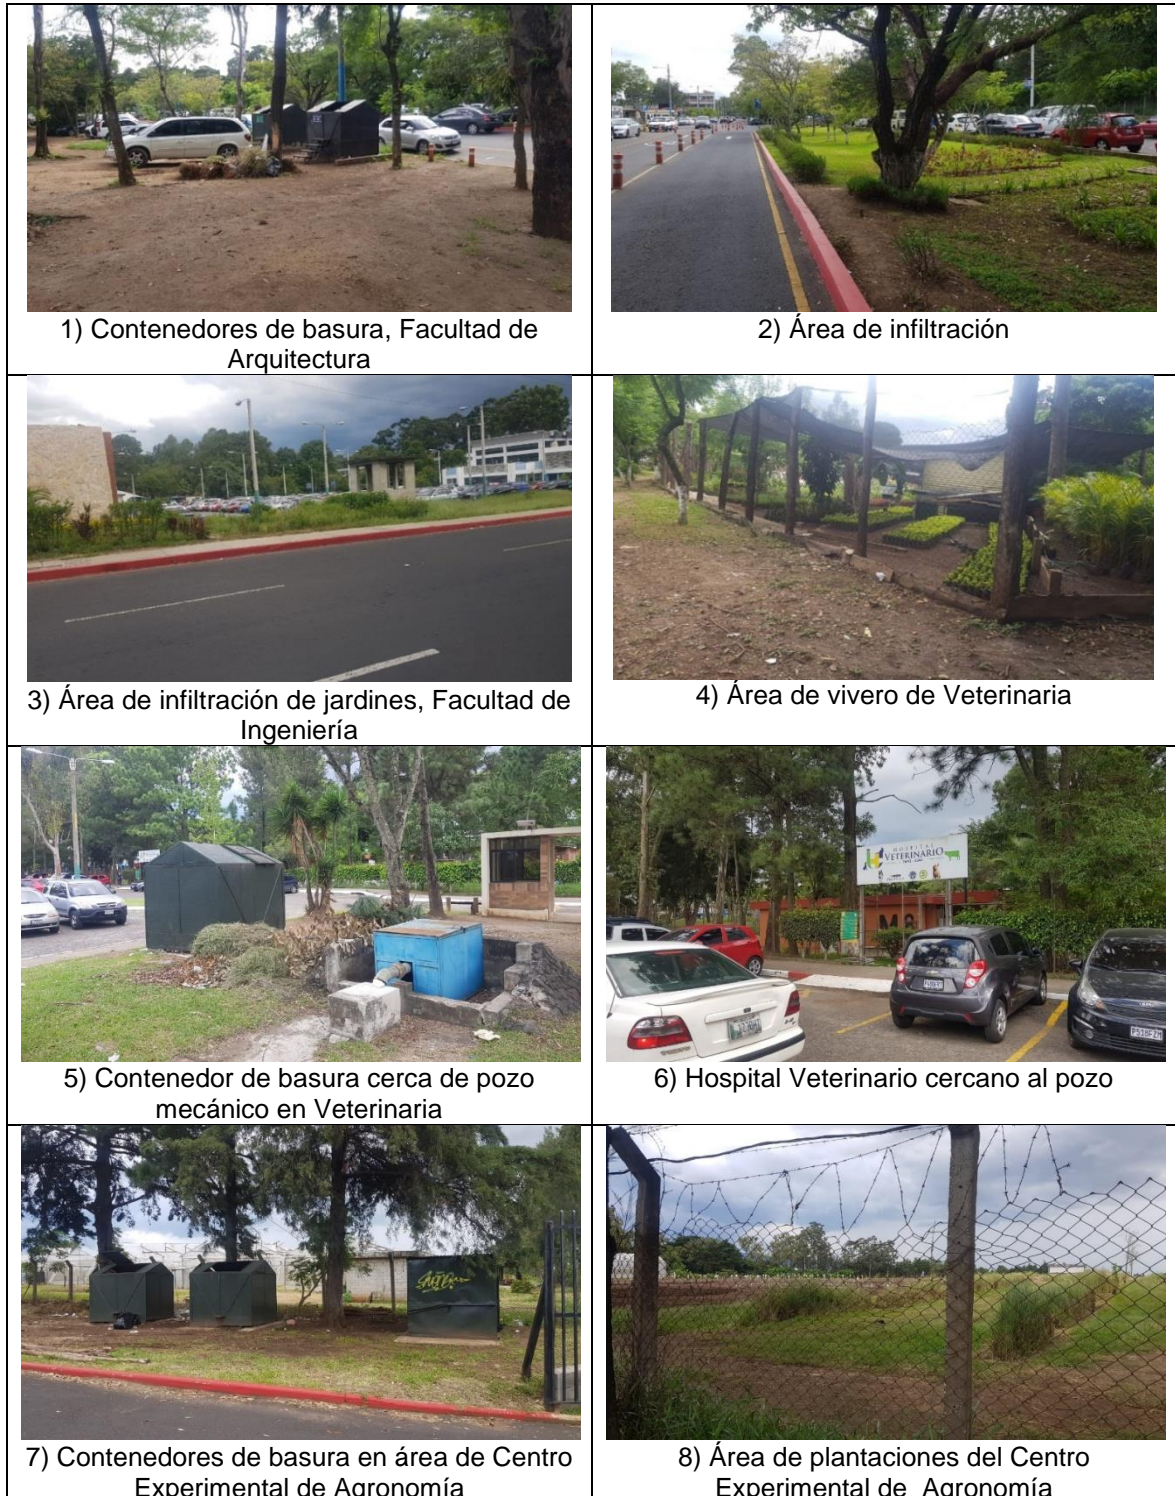 1) Contenedores de basura, Facultad de
Arquitectura
2) Área de infiltración
3) Área de infiltración de jardines, Facultad de
Ingeniería
4) Área de vivero de Veterinaria
HOSPITAL
VETERINARIO
5) Contenedor de basura cerca de pozo
mecánico en Veterinaria
6) Hospital Veterinario cercano al pozo
7) Contenedores de basura en área de Centro
Experimental de Agronomía
8) Área de plantaciones del Centro
Experimental de Agronomía